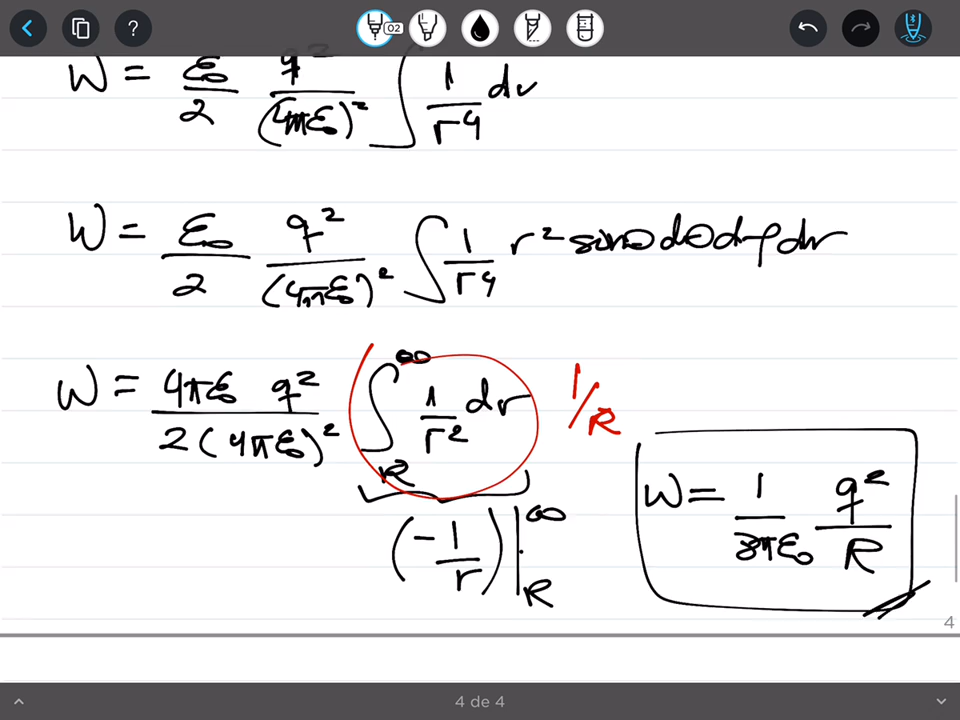 02
W = ε₀/2 q²/(4πε₀)² ∫ 1/r⁴ dv
W = ε₀/2 q²/(4πε₀)² ∫ 1/r⁴ r² sinθ dθ dφ dr
W = 4πε₀ q²/2(4πε₀)² ∫_R^∞ 1/r² dr 1/R
(-1/r)|_R^∞
W = 1/8πε₀ q²/R
4
4 de 4